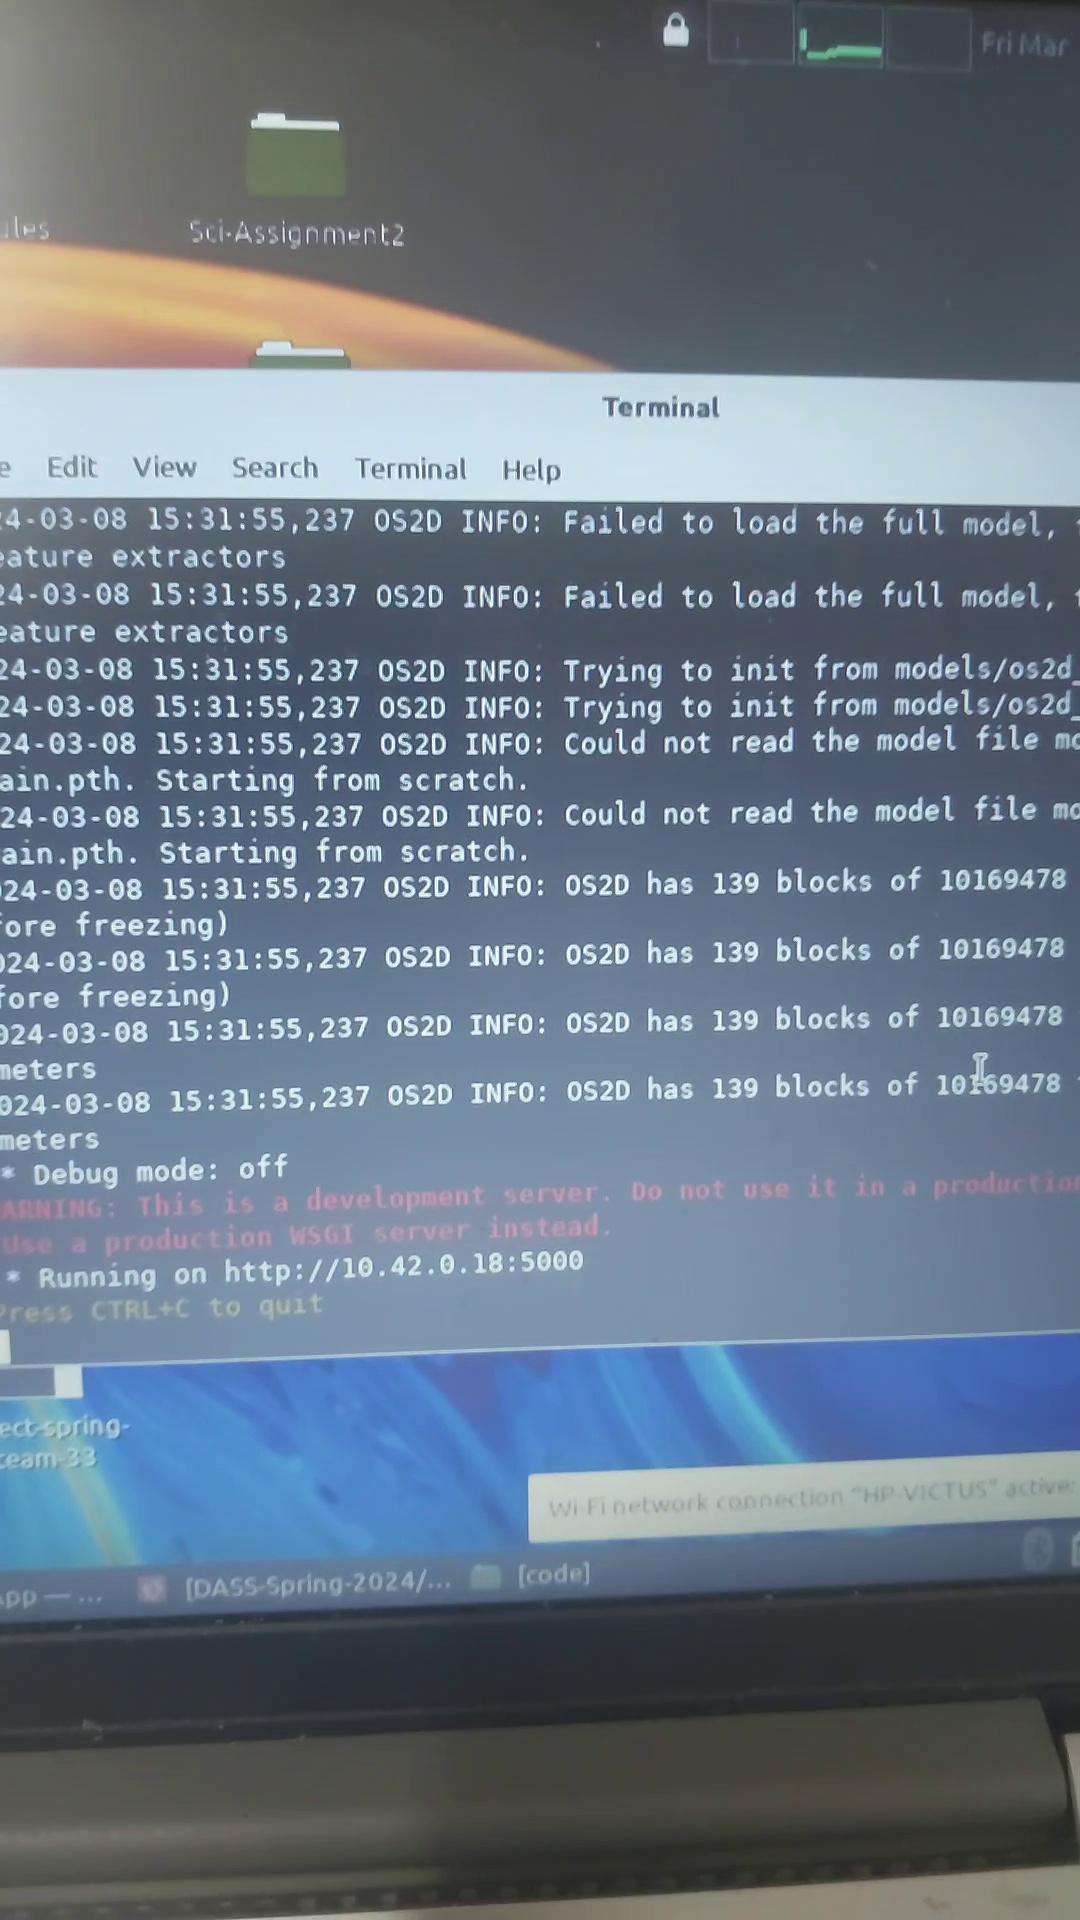 Fri Mar
Sci-Assignment2
Terminal
Edit View Search Terminal Help
24-03-08 15:31:55,237 OS2D INFO: Failed to load the full model,
eature extractors
24-03-08 15:31:55,237 OS2D INFO: Failed to load the full model,
eature extractors
24-03-08 15:31:55,237 OS2D INFO: Trying to init from models/os2d_
24-03-08 15:31:55,237 OS2D INFO: Trying to init from models/os2d_
24-03-08 15:31:55,237 OS2D INFO: Could not read the model file mo
ain.pth. Starting from scratch.
24-03-08 15:31:55,237 OS2D INFO: Could not read the model file mo
ain.pth. Starting from scratch.
024-03-08 15:31:55,237 OS2D INFO: OS2D has 139 blocks of 10169478
fore freezing)
024-03-08 15:31:55,237 OS2D INFO: OS2D has 139 blocks of 10169478
fore freezing)
024-03-08 15:31:55,237 OS2D INFO: OS2D has 139 blocks of 10169478
meters
024-03-08 15:31:55,237 OS2D INFO: OS2D has 139 blocks of 10169478
meters
* Debug mode: off
ARNING: This is a development server. Do not use it in a production
Use a production WSGI server instead.
* Running on http://10.42.0.18:5000
Press CTRL+C to quit
ect-spring-
team-33
Wi-Fi network connection "HP-VICTUS" active:
App — ... [DASS-Spring-2024/... [code]